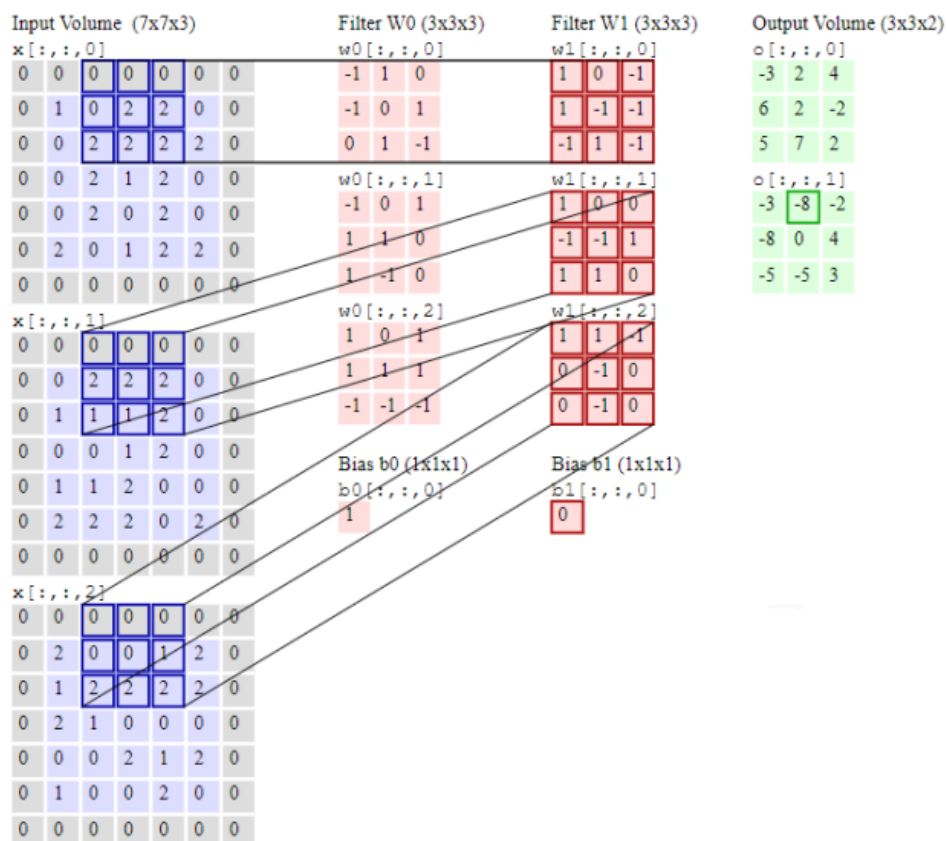 Input Volume (7x7x3)
x[:,:,0]
0 0 0 0 0 0 0
0 1 0 2 2 0 0
0 0 2 2 2 2 0
0 0 2 1 2 0 0
0 0 2 0 2 0 0
0 2 0 1 2 2 0
0 0 0 0 0 0 0
x[:,:,1]
0 0 0 0 0 0 0
0 0 2 2 2 0 0
0 1 1 1 2 0 0
0 0 0 1 2 0 0
0 1 1 2 0 0 0
0 2 2 2 0 2 0
0 0 0 0 0 0 0
x[:,:,2]
0 0 0 0 0 0 0
0 2 0 0 1 2 0
0 1 2 2 2 2 0
0 2 1 0 0 0 0
0 0 0 2 1 2 0
0 1 0 0 2 0 0
0 0 0 0 0 0 0
Filter W0 (3x3x3)
w0[:,:,0]
-1 1 0
-1 0 1
0 1 -1
w0[:,:,1]
-1 0 1
1 1 0
1 -1 0
w0[:,:,2]
1 0 1
1 1 1
-1 -1 -1
Bias b0 (1x1x1)
b0[:,:,0]
1
Filter W1 (3x3x3)
w1[:,:,0]
1 0 -1
1 -1 -1
-1 1 -1
w1[:,:,1]
1 0 0
-1 -1 1
1 1 0
w1[:,:,2]
1 1 -1
0 -1 0
0 -1 0
Bias b1 (1x1x1)
b1[:,:,0]
0
Output Volume (3x3x2)
o[:,:,0]
-3 2 4
6 2 -2
5 7 2
o[:,:,1]
-3 -8 -2
-8 0 4
-5 -5 3